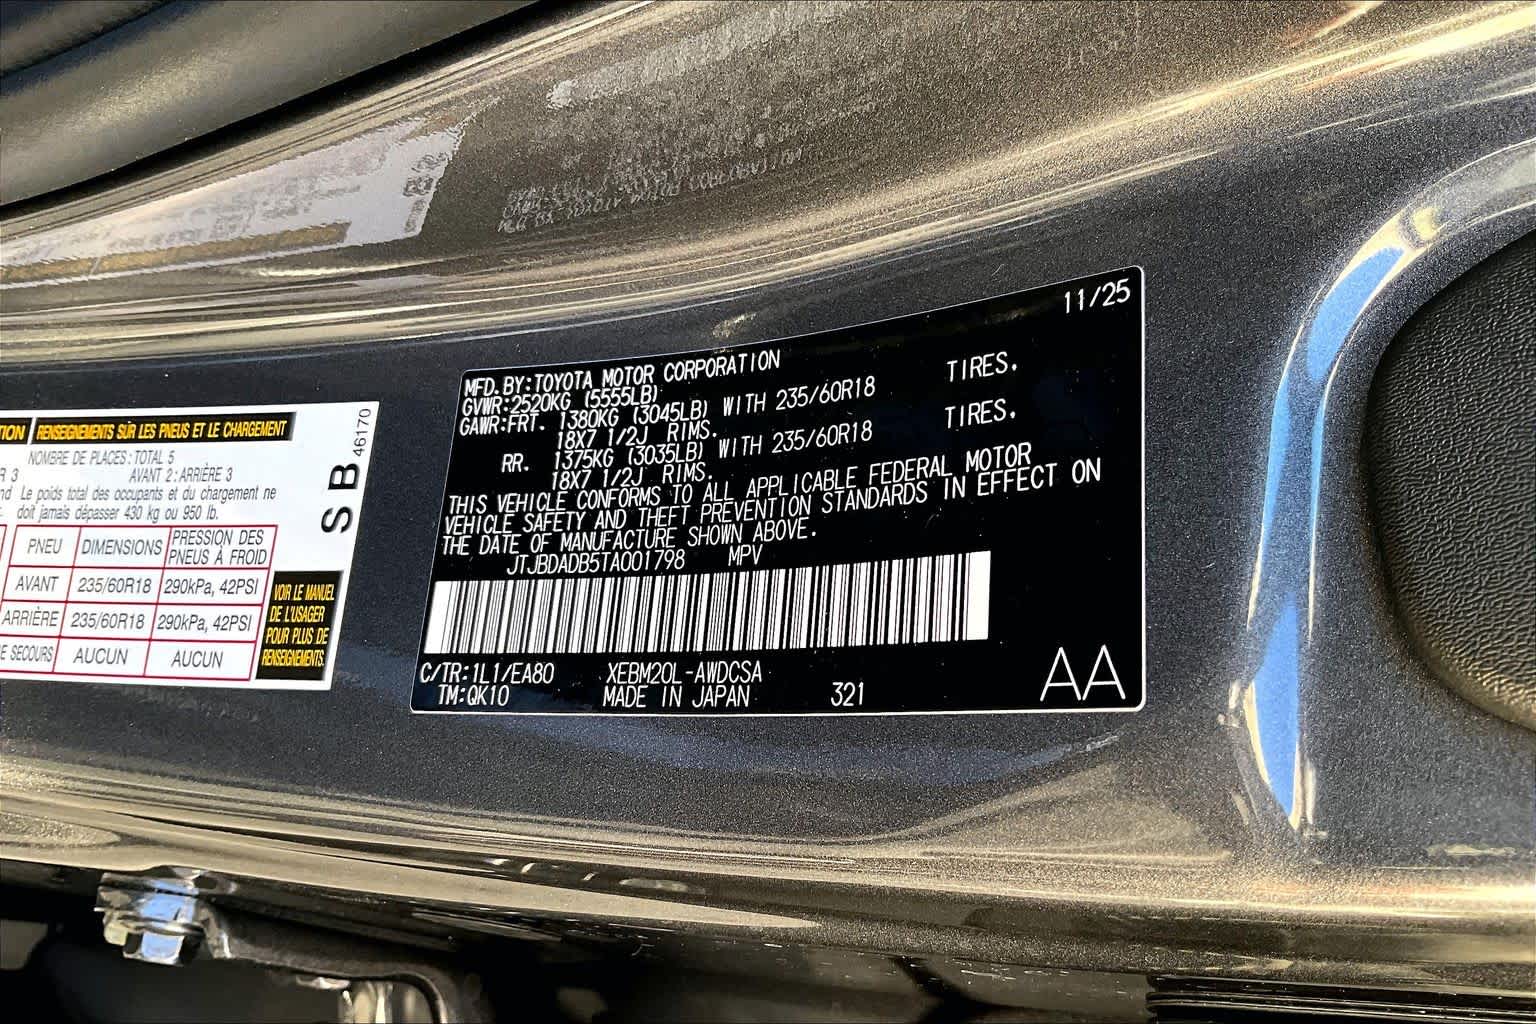 TION RENSEIGNEMENTS SUR LES PNEUS ET LE CHARGEMENT
NOMBRE DE PLACES: TOTAL 5
R 3 AVANT 2: ARRIÈRE 3
nd Le poids total des occupants et du chargement ne
doit jamais dépasser 430 kg ou 950 lb.
PNEU DIMENSIONS PRESSION DES PNEUS À FROID
AVANT 235/60R18 290kPa, 42PSI
ARRIÈRE 235/60R18 290kPa, 42PSI
E SECOURS AUCUN AUCUN
VOIR LE MANUEL
DE L'USAGER
POUR PLUS DE
RENSEIGNEMENTS.
S B 46170
11/25
MFD. BY: TOYOTA MOTOR CORPORATION
GVWR: 2520KG (5555LB)
GAWR: FRT. 1380KG (3045LB) WITH 235/60R18 TIRES.
18X7 1/2J RIMS.
RR. 1375KG (3035LB) WITH 235/60R18 TIRES.
18X7 1/2J RIMS.
THIS VEHICLE CONFORMS TO ALL APPLICABLE FEDERAL MOTOR
VEHICLE SAFETY AND THEFT PREVENTION STANDARDS IN EFFECT ON
THE DATE OF MANUFACTURE SHOWN ABOVE.
JTJBDADB5TA001798 MPV
C/TR: 1L1/EA80 XEBM20L-AWDCSA
TM: QK10 MADE IN JAPAN 321
AA